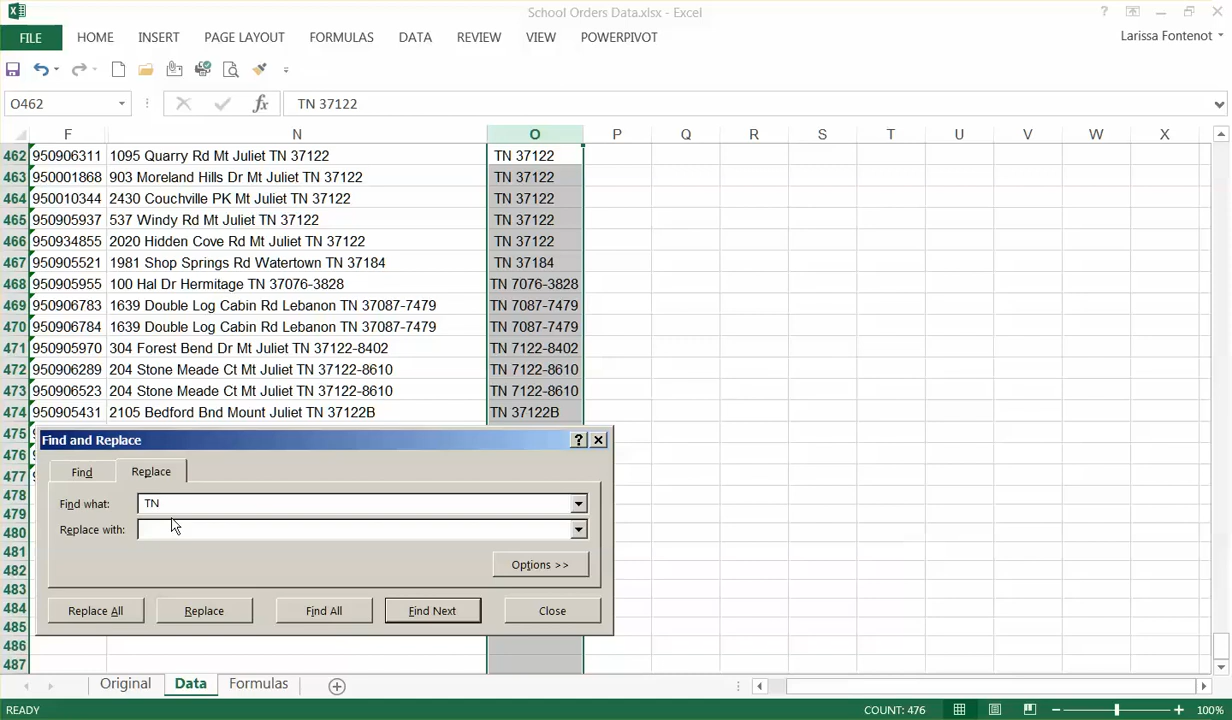 School Orders Data.xlsx - Excel
?
FILE HOME INSERT PAGE LAYOUT FORMULAS DATA REVIEW VIEW POWERPIVOT Larissa Fontenot
O462 fx TN 37122
F N O P Q R S T U V W X
462 950906311 1095 Quarry Rd Mt Juliet TN 37122 TN 37122
463 950001868 903 Moreland Hills Dr Mt Juliet TN 37122 TN 37122
464 950010344 2430 Couchville PK Mt Juliet TN 37122 TN 37122
465 950905937 537 Windy Rd Mt Juliet TN 37122 TN 37122
466 950934855 2020 Hidden Cove Rd Mt Juliet TN 37122 TN 37122
467 950905521 1981 Shop Springs Rd Watertown TN 37184 TN 37184
468 950905955 100 Hal Dr Hermitage TN 37076-3828 TN 7076-3828
469 950906783 1639 Double Log Cabin Rd Lebanon TN 37087-7479 TN 7087-7479
470 950906784 1639 Double Log Cabin Rd Lebanon TN 37087-7479 TN 7087-7479
471 950905970 304 Forest Bend Dr Mt Juliet TN 37122-8402 TN 7122-8402
472 950906289 204 Stone Meade Ct Mt Juliet TN 37122-8610 TN 7122-8610
473 950906523 204 Stone Meade Ct Mt Juliet TN 37122-8610 TN 7122-8610
474 950905431 2105 Bedford Bnd Mount Juliet TN 37122B TN 37122B
475
476
477
478
479
480
481
482
483
484
485
486
487
Find and Replace ?
Find Replace
Find what: TN
Replace with:
Options >>
Replace All Replace Find All Find Next Close
Original Data Formulas
READY COUNT: 476 100%